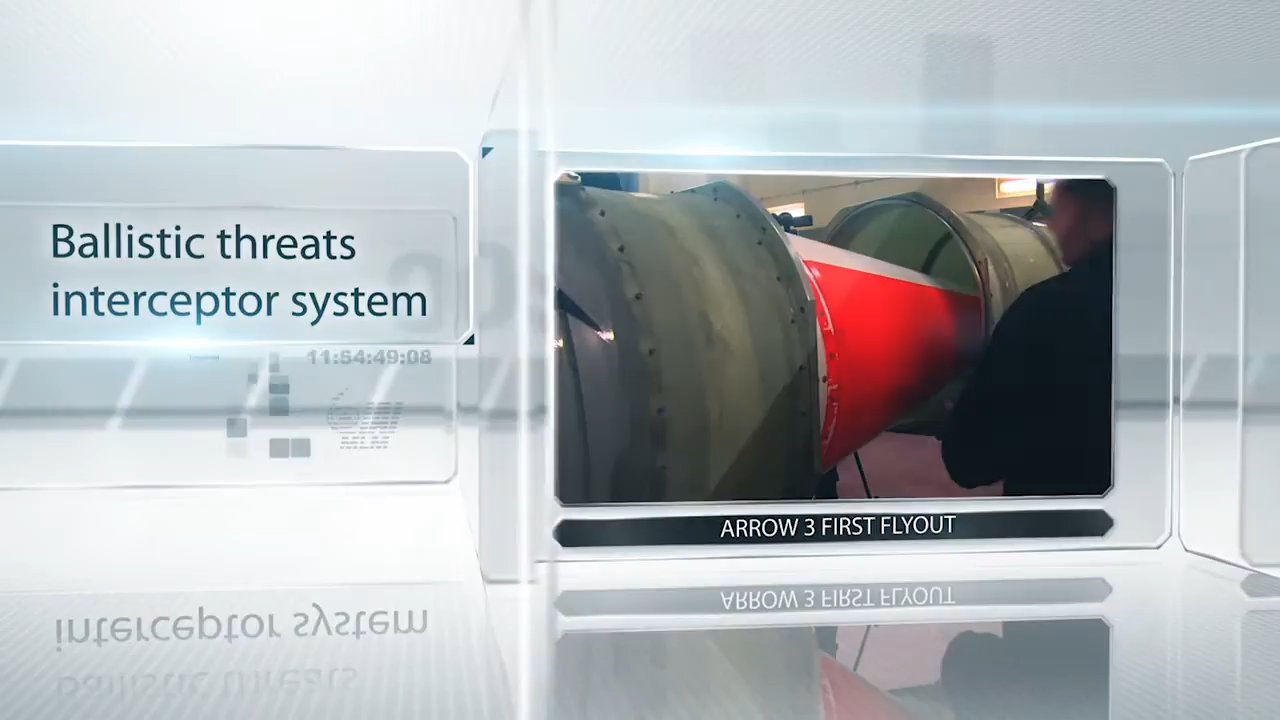 Ballistic threats
interceptor system
11:54:49:08
ARROW 3 FIRST FLYOUT